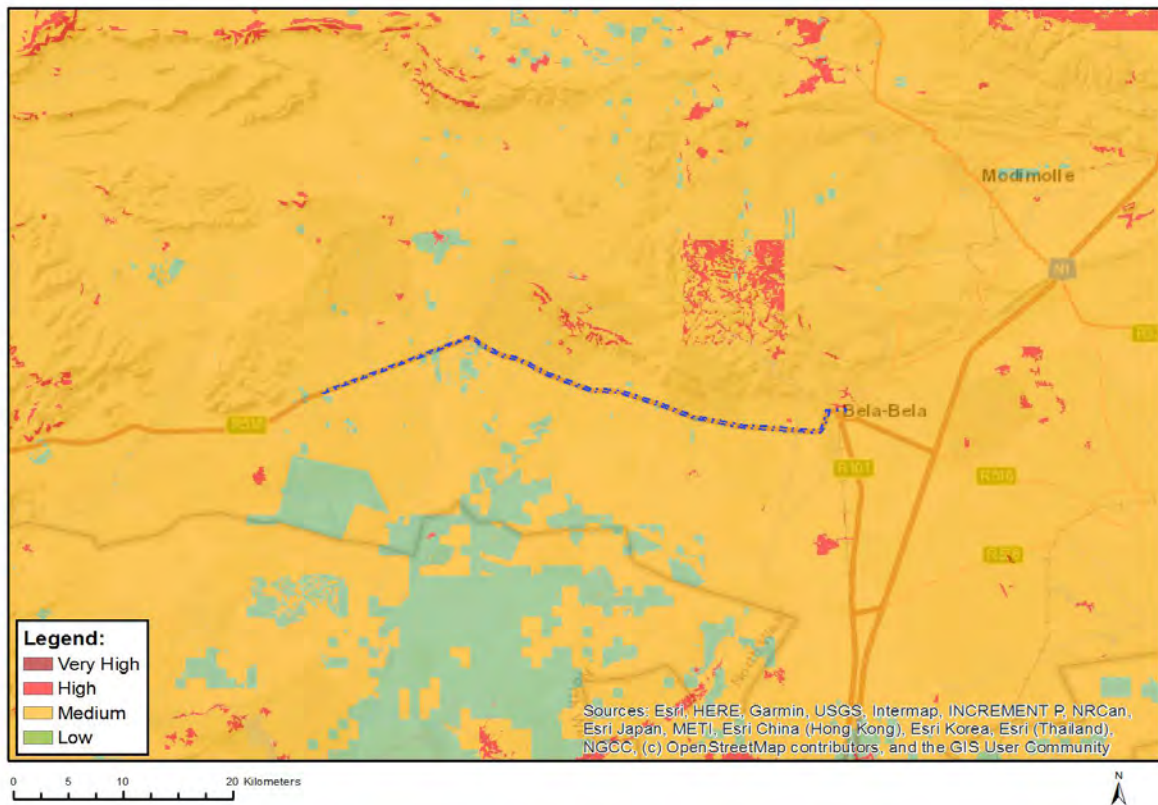 Modimolle
N1
Bela-Bela
R101
R516
Legend:
Very High
High
Medium
Low
Sources: Esri, HERE, Garmin, USGS, Intermap, INCREMENT P, NRCan,
Esri Japan, METI, Esri China (Hong Kong), Esri Korea, Esri (Thailand),
NGCC, (c) OpenStreetMap contributors, and the GIS User Community
0 5 10 20 Kilometers
N